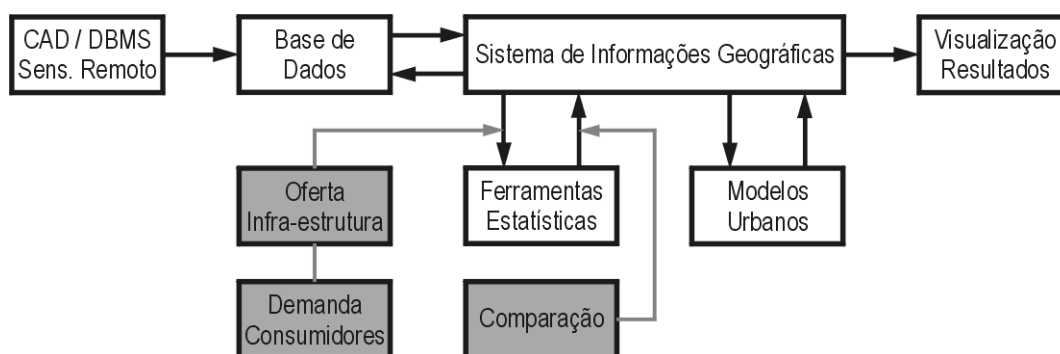 CAD / DBMS
Sens. Remoto
Base de
Dados
Sistema de Informações Geográficas
Visualização
Resultados
Oferta
Infra-estrutura
Ferramentas
Estatísticas
Modelos
Urbanos
Demanda
Consumidores
Comparação